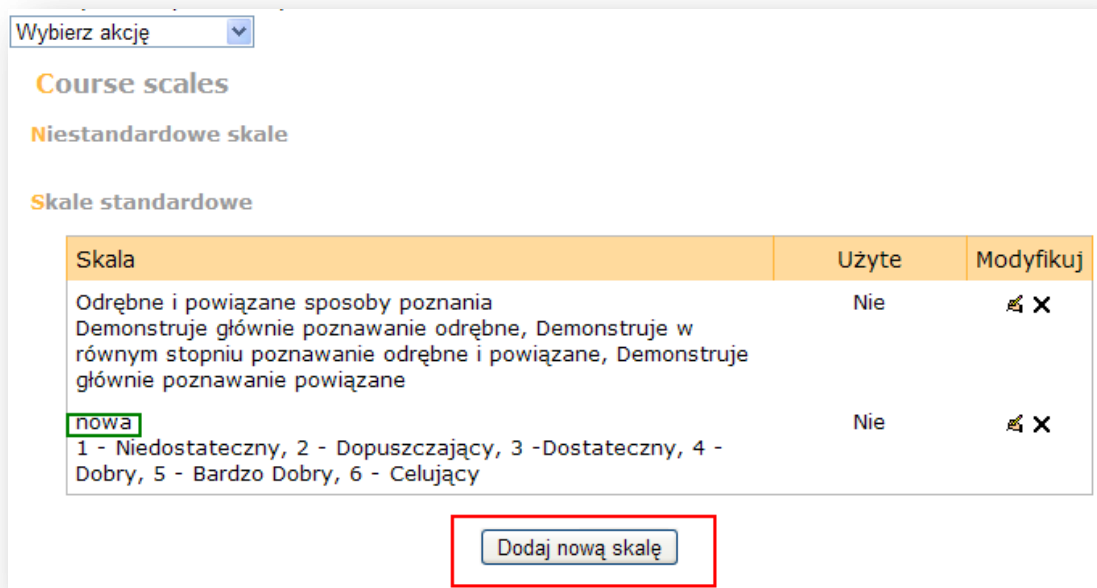 Wybierz akcję
Course scales
Niestandardowe skale
Skale standardowe
Skala Użyte Modyfikuj
Odrębne i powiązane sposoby poznania Nie
Demonstruje głównie poznawanie odrębne, Demonstruje w
równym stopniu poznawanie odrębne i powiązane, Demonstruje
głównie poznawanie powiązane
nowa Nie
1 - Niedostateczny, 2 - Dopuszczający, 3 -Dostateczny, 4 -
Dobry, 5 - Bardzo Dobry, 6 - Celujący
Dodaj nową skalę